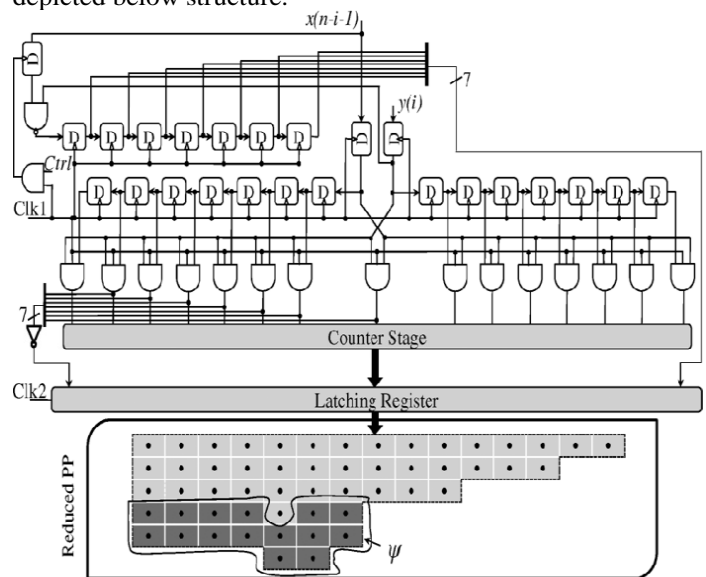 depicted below structure.
x(n-i-1)
7
y(i)
D
D D D D D D D
D D
Ctrl
D D D D D D D
D D D D D D D
Clk1
7
Counter Stage
Clk2
Latching Register
Reduced PP
ψ